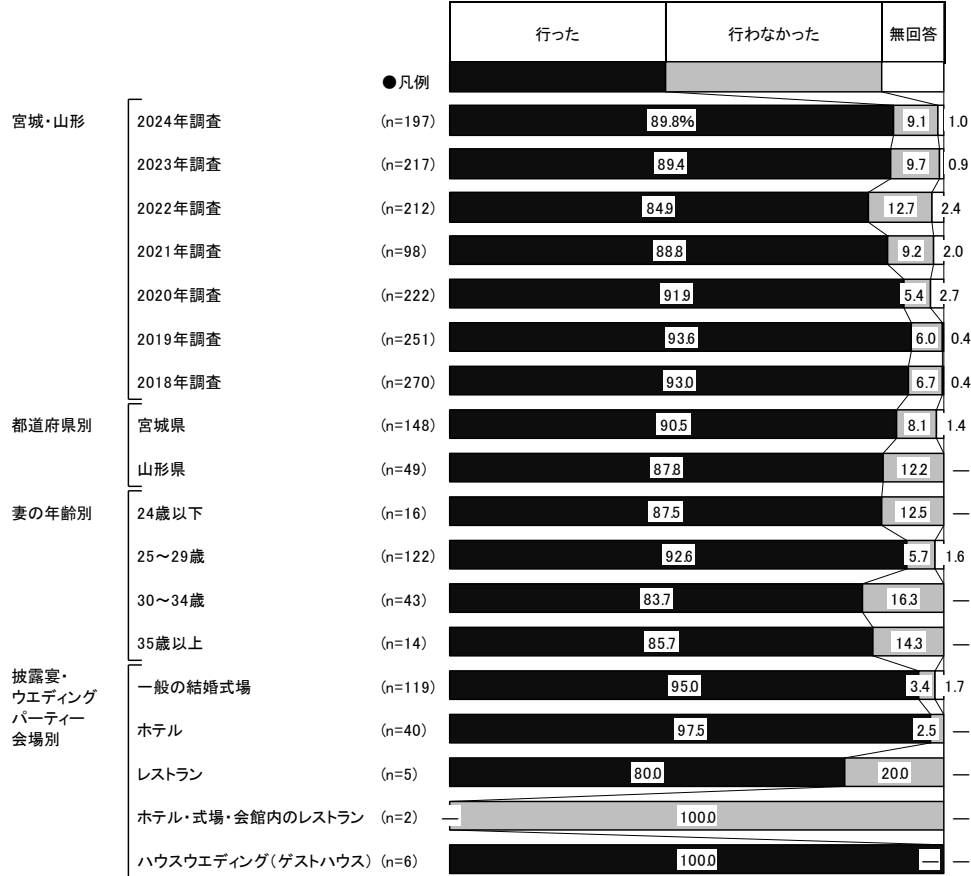 行った 行わなかった 無回答
●凡例
宮城・山形 2024年調査 (n=197) 89.8% 9.1 1.0
2023年調査 (n=217) 89.4 9.7 0.9
2022年調査 (n=212) 84.9 12.7 2.4
2021年調査 (n=98) 88.8 9.2 2.0
2020年調査 (n=222) 91.9 5.4 2.7
2019年調査 (n=251) 93.6 6.0 0.4
2018年調査 (n=270) 93.0 6.7 0.4
都道府県別 宮城県 (n=148) 90.5 8.1 1.4
山形県 (n=49) 87.8 12.2 —
妻の年齢別 24歳以下 (n=16) 87.5 12.5 —
25～29歳 (n=122) 92.6 5.7 1.6
30～34歳 (n=43) 83.7 16.3 —
35歳以上 (n=14) 85.7 14.3 —
披露宴・
ウエディング
パーティー
会場別
一般の結婚式場 (n=119) 95.0 3.4 1.7
ホテル (n=40) 97.5 2.5 —
レストラン (n=5) 80.0 20.0 —
ホテル・式場・会館内のレストラン (n=2) — 100.0 —
ハウスウエディング(ゲストハウス) (n=6) 100.0 — —